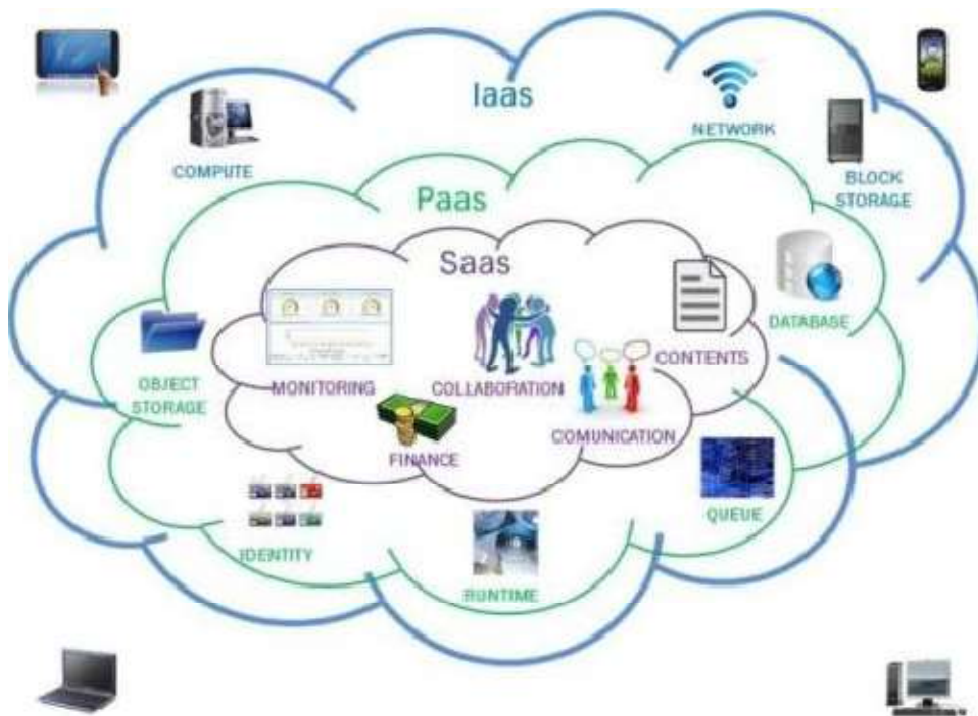 Iaas
NETWORK
COMPUTE
BLOCK
STORAGE
Paas
Saas
DATABASE
CONTENTS
MONITORING
COLLABORATION
OBJECT
STORAGE
COMUNICATION
FINANCE
QUEUE
IDENTITY
RUNTIME